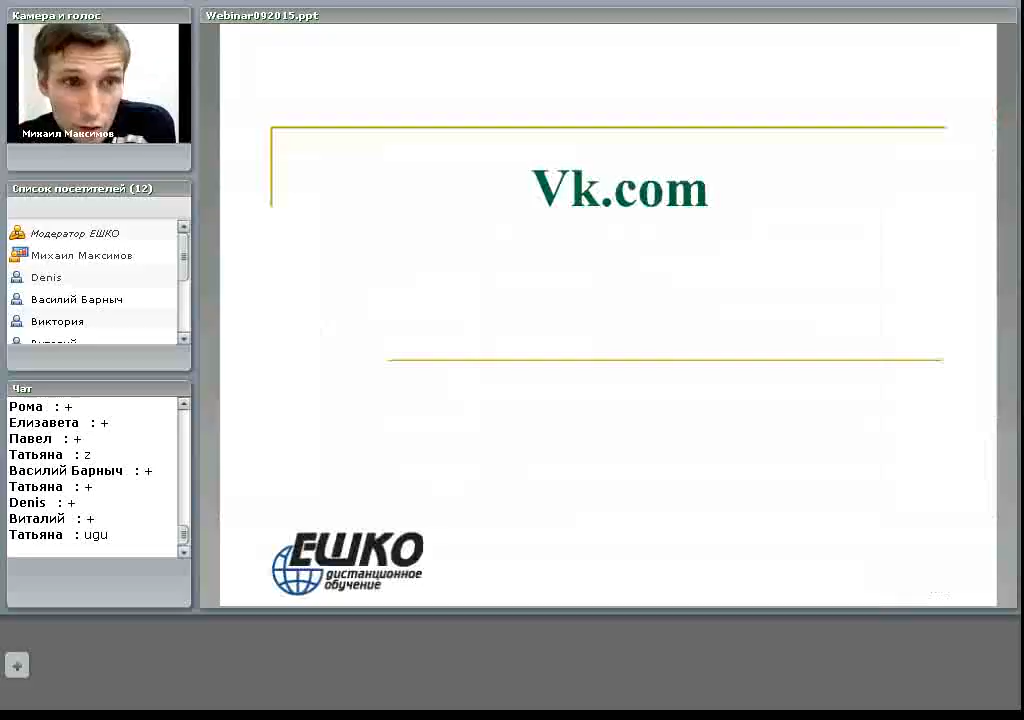 Камера и голос
Михаил Максимов
Список посетителей (12)
Модератор ЕШКО
Михаил Максимов
Denis
Василий Барныч
Виктория
Виталий
Чат
Рома : +
Елизавета : +
Павел : +
Татьяна : z
Василий Барныч : +
Татьяна : +
Denis : +
Виталий : +
Татьяна : ugu
Webinar092015.ppt
Vk.com
ЕШКО
дистанционное
обучение